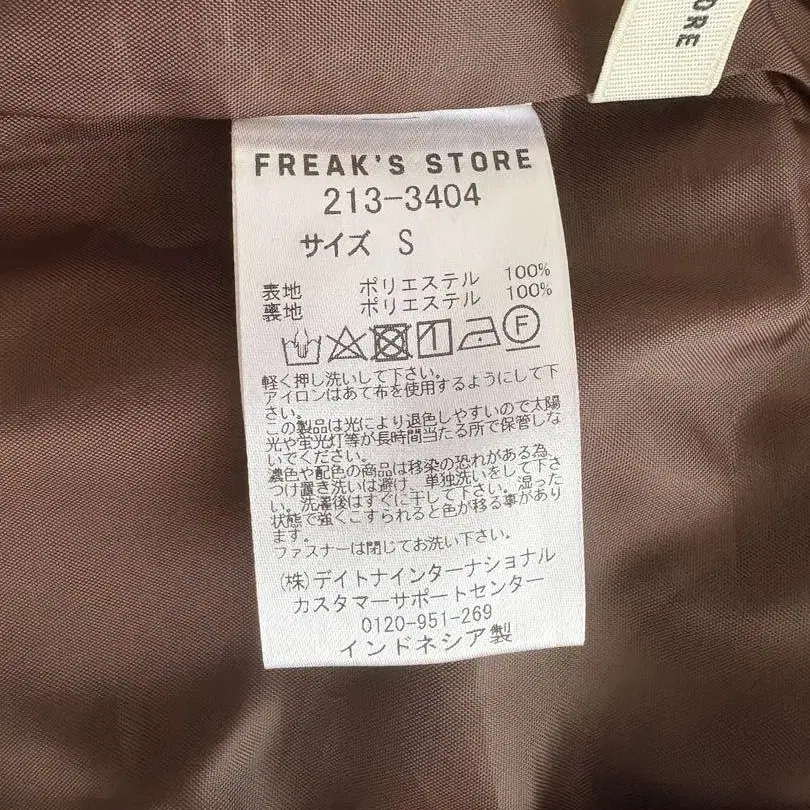 ORE
FREAK'S STORE
213-3404
サイズ S
表地 ポリエステル 100%
裏地 ポリエステル 100%
F
軽く押し洗いして下さい。
アイロンはあて布を使用するようにして下
さい。
この製品は光により退色しやすいので太陽
光や蛍光灯等が長時間当たる所で保管しな
いでください。
濃色や配色の商品は移染の恐れがある為、
つけ置き洗いは避け、単独洗いをして下さ
い。洗濯後はすぐに干して下さい。湿った
状態で強くこすられると色が移る事があり
ます。
ファスナーは閉じてお洗い下さい。
(株)デイトナインターナショナル
カスタマーサポートセンター
0120-951-269
インドネシア製